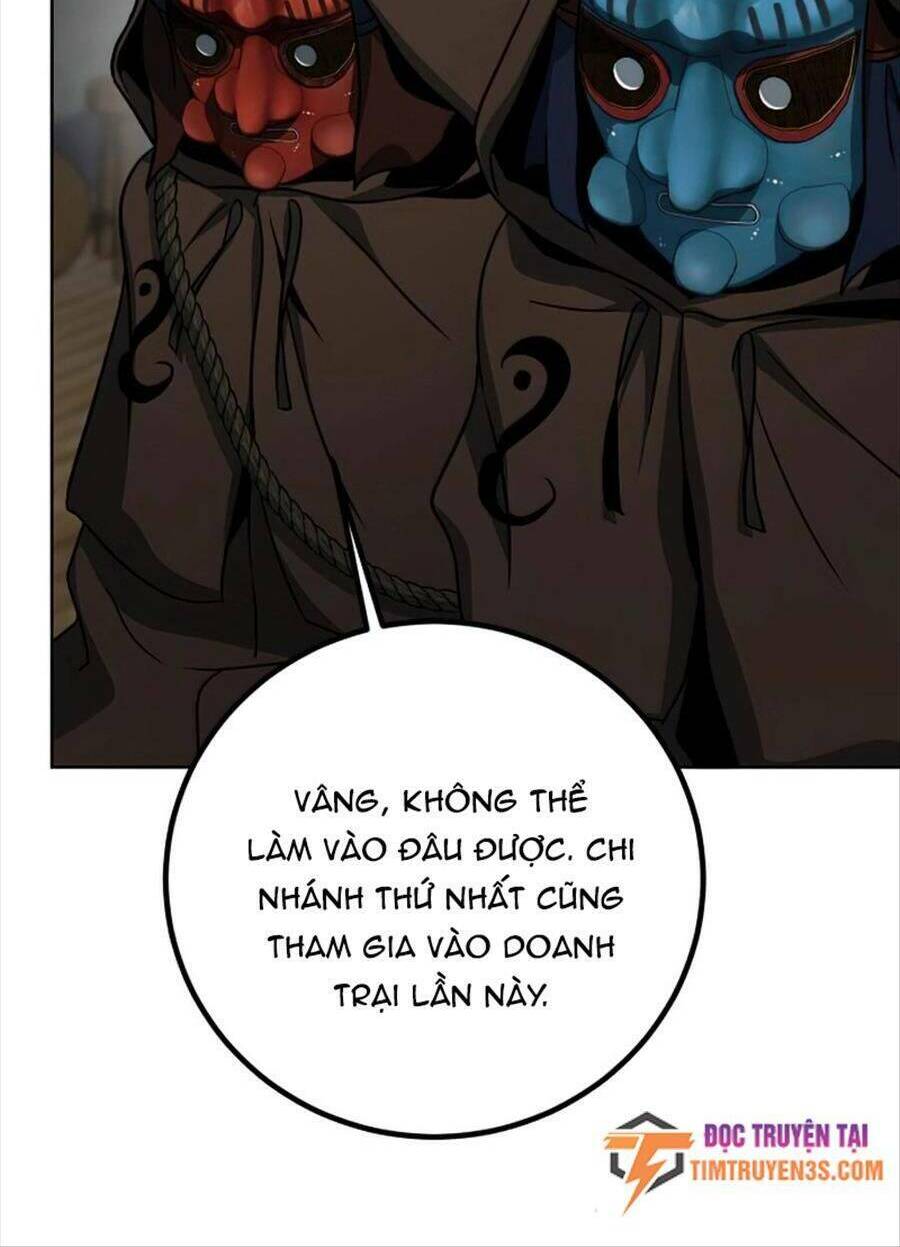 VÂNG, KHÔNG THỂ
LÀM VÀO ĐÂU ĐƯỢC. CHI
NHÁNH THỨ NHẤT CŨNG
THAM GIA VÀO DOANH
TRẠI LẦN NÀY.
ĐỌC TRUYỆN TẠI
TIMTRUYEN3S.COM